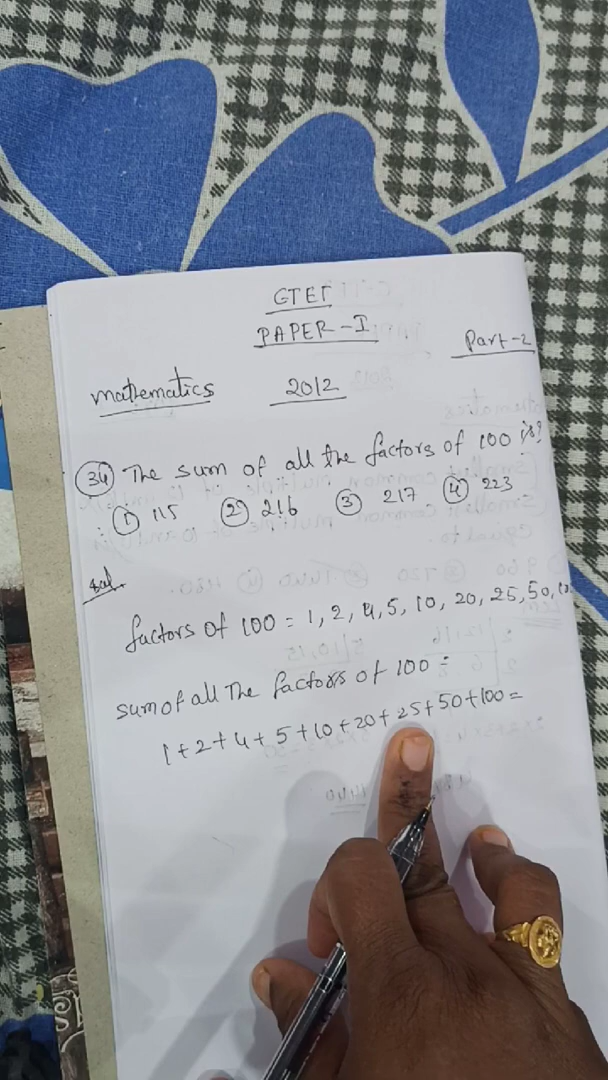 GTET
PAPER-I
Part-2
mathematics 2012
34 The sum of all the factors of 100 is?
1 115 2 216 3 217 4 223
sol.
factors of 100 = 1, 2, 4, 5, 10, 20, 25, 50,
sum of all The factors of 100 =
1+2+4+5+10+20+25+50+100=